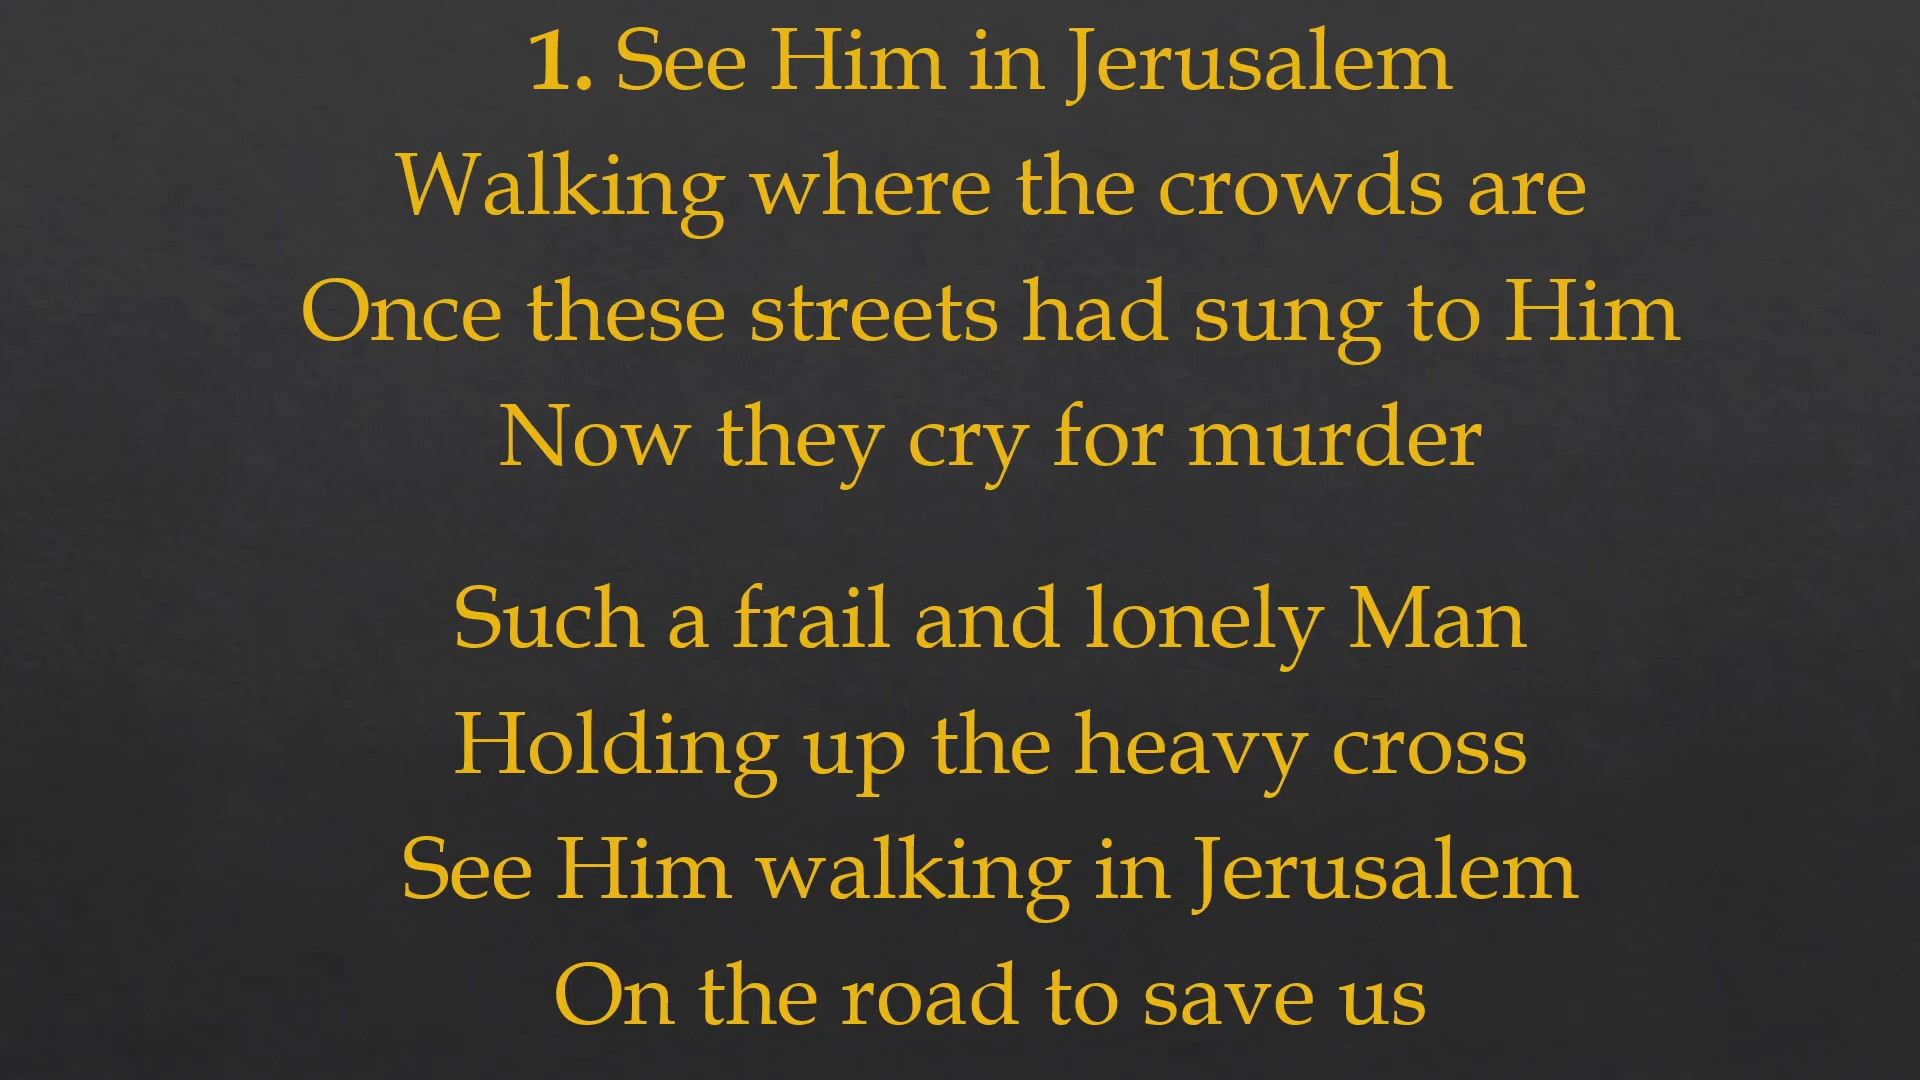 1. See Him in Jerusalem
Walking where the crowds are
Once these streets had sung to Him
Now they cry for murder
Such a frail and lonely Man
Holding up the heavy cross
See Him walking in Jerusalem
On the road to save us